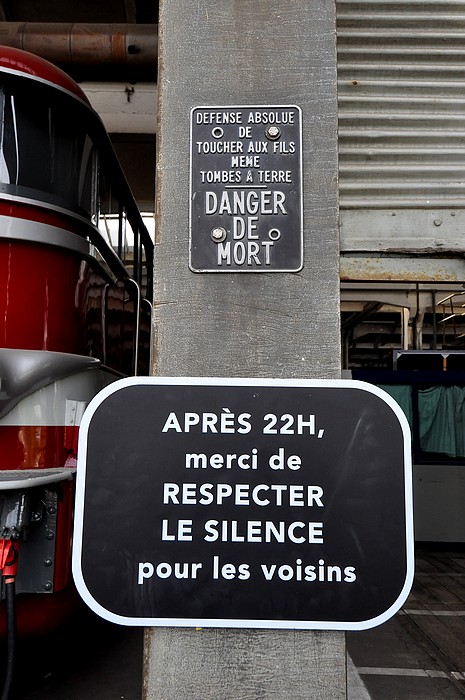 DEFENSE ABSOLUE
DE
TOUCHER AUX FILS
MEME
TOMBES À TERRE
DANGER
DE
MORT
APRÈS 22H,
merci de
RESPECTER
LE SILENCE
pour les voisins